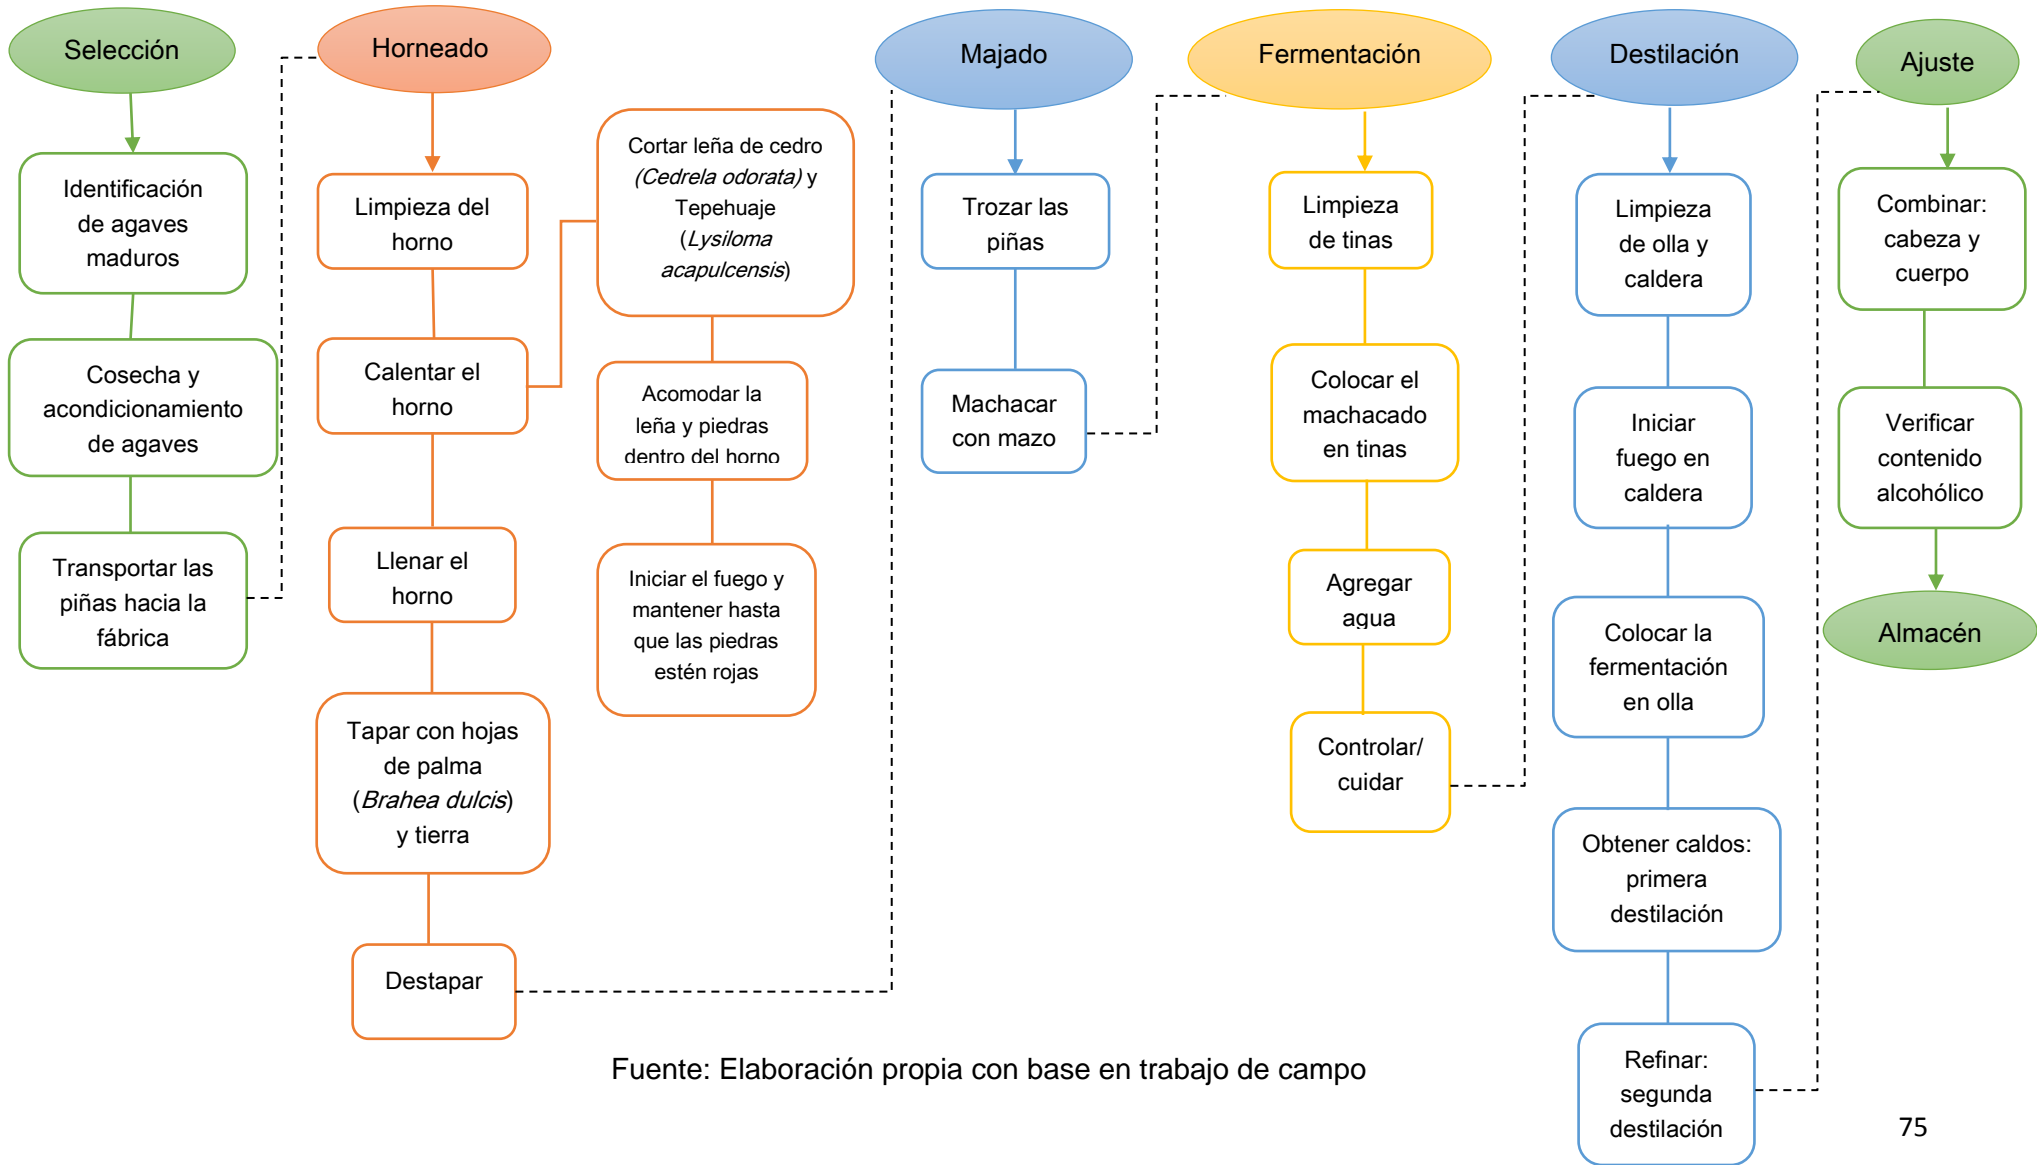 Selección
Identificación
de agaves
maduros
Cosecha y
acondicionamiento
de agaves
Transportar las
piñas hacia la
fábrica
Horneado
Limpieza del
horno
Calentar el
horno
Llenar el
horno
Tapar con hojas
de palma
(Brahea dulcis)
y tierra
Destapar
Cortar leña de cedro
(Cedrela odorata) y
Tepehuaje
(Lysiloma
acapulcensis)
Acomodar la
leña y piedras
dentro del horno
Iniciar el fuego y
mantener hasta
que las piedras
estén rojas
Majado
Trozar las
piñas
Machacar
con mazo
Fermentación
Limpieza
de tinas
Colocar el
machacado
en tinas
Agregar
agua
Controlar/
cuidar
Destilación
Limpieza
de olla y
caldera
Iniciar
fuego en
caldera
Colocar la
fermentación
en olla
Obtener caldos:
primera
destilación
Refinar:
segunda
destilación
Ajuste
Combinar:
cabeza y
cuerpo
Verificar
contenido
alcohólico
Almacén
Fuente: Elaboración propia con base en trabajo de campo
75